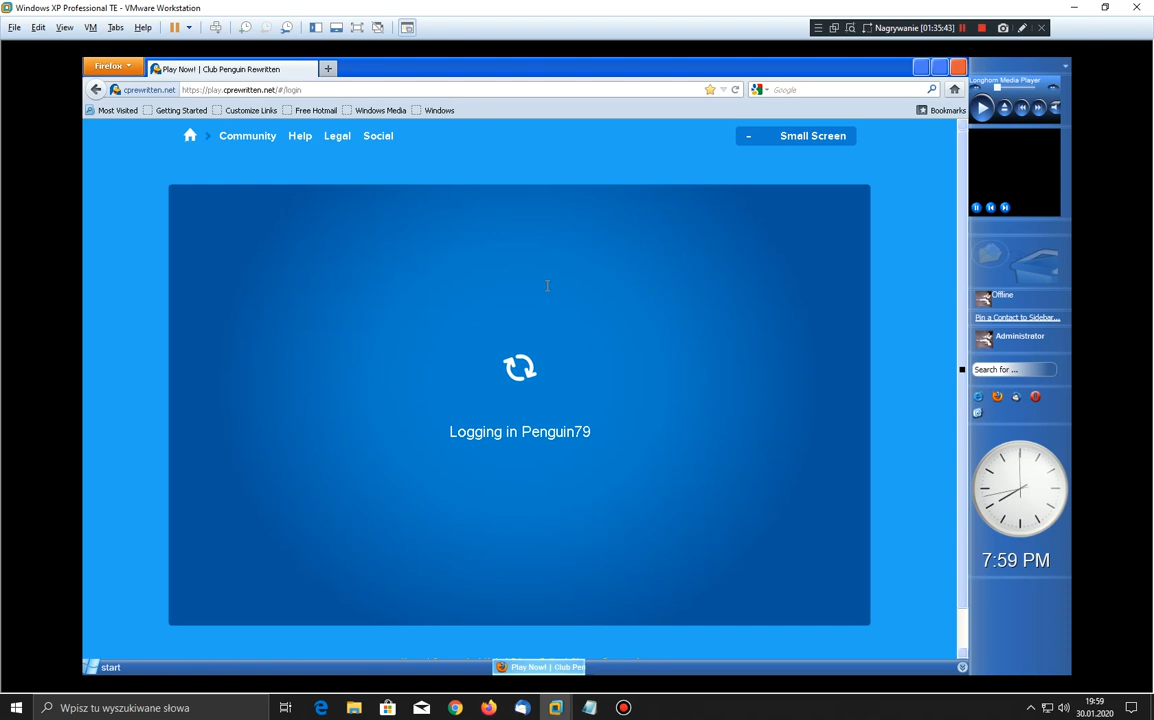 Windows XP Professional TE - VMware Workstation
File Edit View VM Tabs Help
Nagrywanie [01:35:43]
Firefox
Play Now! | Club Penguin Rewritten
cprewritten.net https://play.cprewritten.net/#/login
Google
Most Visited Getting Started Customize Links Free Hotmail Windows Media Windows
Bookmarks
Community Help Legal Social
- Small Screen
Logging in Penguin79
Longhorn Media Player
Offline
Pin a Contact to Sidebar...
Administrator
Search for ...
7:59 PM
start
Play Now! | Club Pen
Wpisz tu wyszukiwane słowa
19:59
30.01.2020